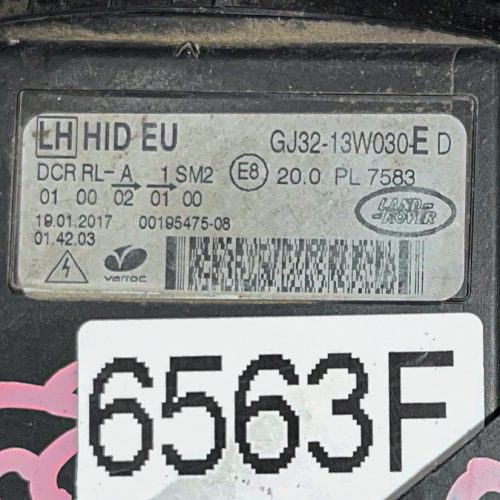 LH HID EU GJ32-13W030-E D
DCR RL-A 1 SM2 E8 20.0 PL 7583
01 00 02 01 00
LAND-ROVER
19.01.2017 00195475-08
01.42.03
varroc
6563F